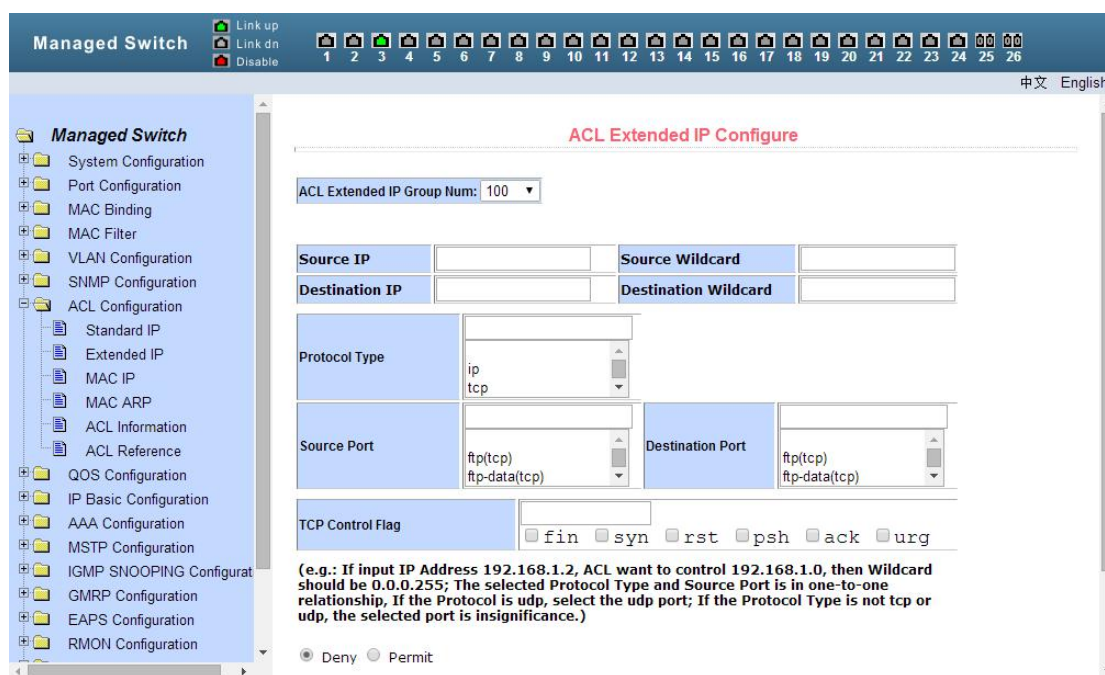 Managed Switch
Link up
Link dn
Disable
1 2 3 4 5 6 7 8 9 10 11 12 13 14 15 16 17 18 19 20 21 22 23 24 25 26
中文 English
Managed Switch
System Configuration
Port Configuration
MAC Binding
MAC Filter
VLAN Configuration
SNMP Configuration
ACL Configuration
Standard IP
Extended IP
MAC IP
MAC ARP
ACL Information
ACL Reference
QOS Configuration
IP Basic Configuration
AAA Configuration
MSTP Configuration
IGMP SNOOPING Configurat
GMRP Configuration
EAPS Configuration
RMON Configuration
ACL Extended IP Configure
ACL Extended IP Group Num: 100
Source IP
Source Wildcard
Destination IP
Destination Wildcard
Protocol Type
ip
tcp
Source Port
ftp(tcp)
ftp-data(tcp)
Destination Port
ftp(tcp)
ftp-data(tcp)
TCP Control Flag
fin syn rst psh ack urg
(e.g.: If input IP Address 192.168.1.2, ACL want to control 192.168.1.0, then Wildcard
should be 0.0.0.255; The selected Protocol Type and Source Port is in one-to-one
relationship, If the Protocol is udp, select the udp port; If the Protocol Type is not tcp or
udp, the selected port is insignificance.)
Deny Permit